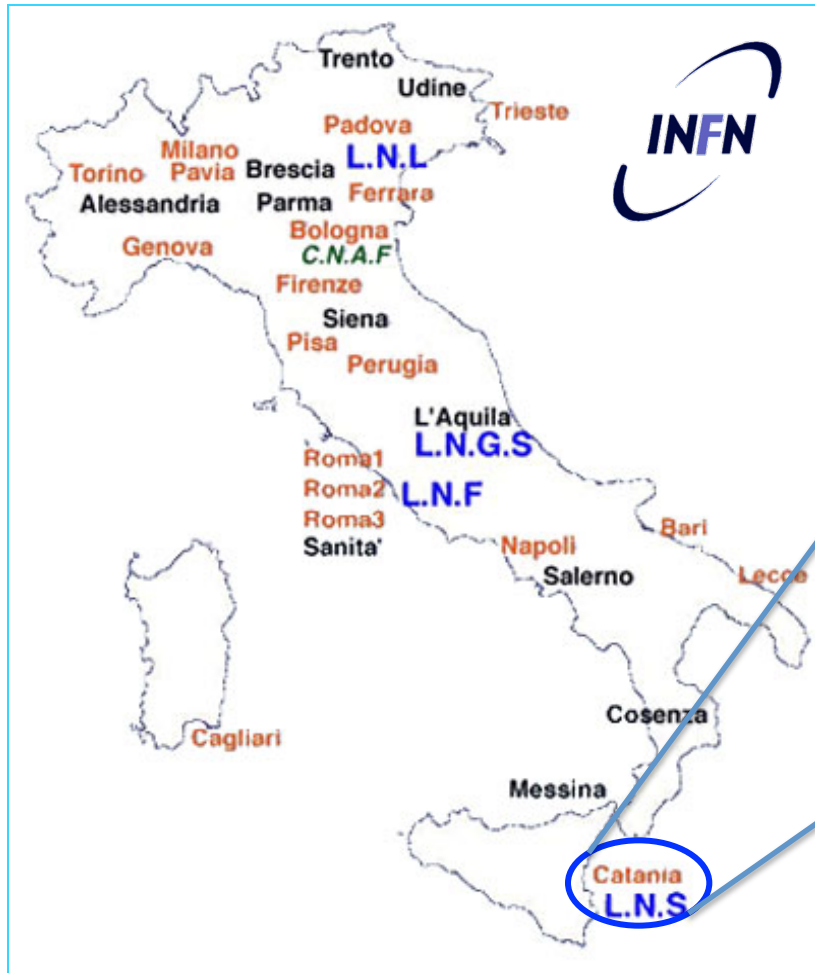 Trento
Udine
INFN
Trieste
Padova
Milano
L.N.L
Torino
Pavia
Brescia
Alessandria
Parma
Ferrara
Bologna
Genova
C.N.A.F
Firenze
Siena
Pisa
Perugia
L'Aquila
L.N.G.S
Roma1
Roma2
L.N.F
Roma3
Sanita'
Napoli
Bari
Salerno
Lecce
Cosenza
Cagliari
Messina
Catania
L.N.S